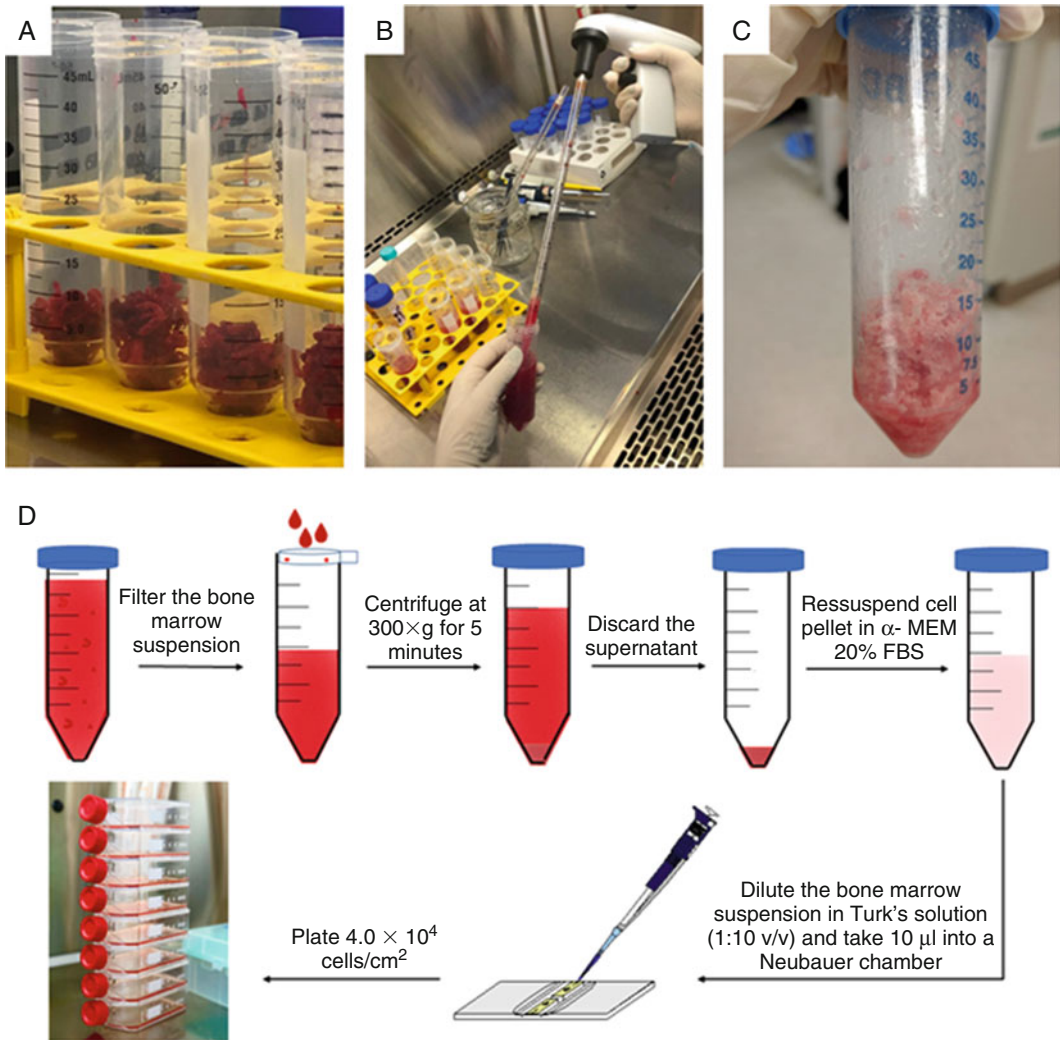 A
B
C
45mL
40
35
30
25
15
50
45
40
35
30
25
20
15
10
7.5
5
D
Filter the bone
marrow
suspension
Centrifuge at
300×g for 5
minutes
Discard the
supernatant
Ressuspend cell
pellet in α- MEM
20% FBS
Dilute the bone marrow
suspension in Turk's solution
(1:10 v/v) and take 10 μl into a
Neubauer chamber
Plate 4.0 × 10⁴
cells/cm²